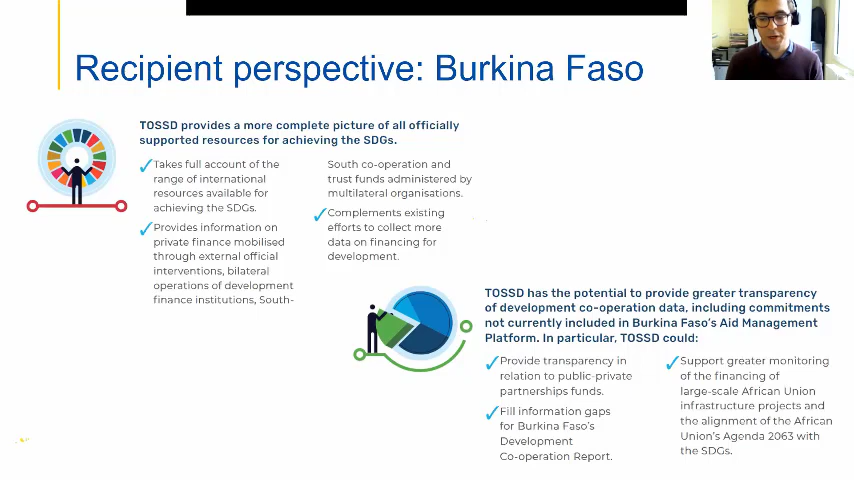 Recipient perspective: Burkina Faso
TOSSD provides a more complete picture of all officially
supported resources for achieving the SDGs.
✓Takes full account of the
range of international
resources available for
achieving the SDGs.
✓Provides information on
private finance mobilised
through external official
interventions, bilateral
operations of development
finance institutions, South-
South co-operation and
trust funds administered by
multilateral organisations.
✓Complements existing
efforts to collect more
data on financing for
development.
TOSSD has the potential to provide greater transparency
of development co-operation data, including commitments
not currently included in Burkina Faso's Aid Management
Platform. In particular, TOSSD could:
✓Provide transparency in
relation to public-private
partnerships funds.
✓Fill information gaps
for Burkina Faso's
Development
Co-operation Report.
✓Support greater monitoring
of the financing of
large-scale African Union
infrastructure projects and
the alignment of the African
Union's Agenda 2063 with
the SDGs.